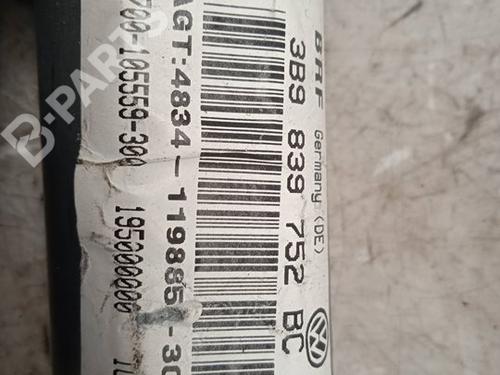 BRF Germany (DE)
3B9 839 752 BC
AGT:4834-119885-30
700-105559-300 195000000
B-PARTS